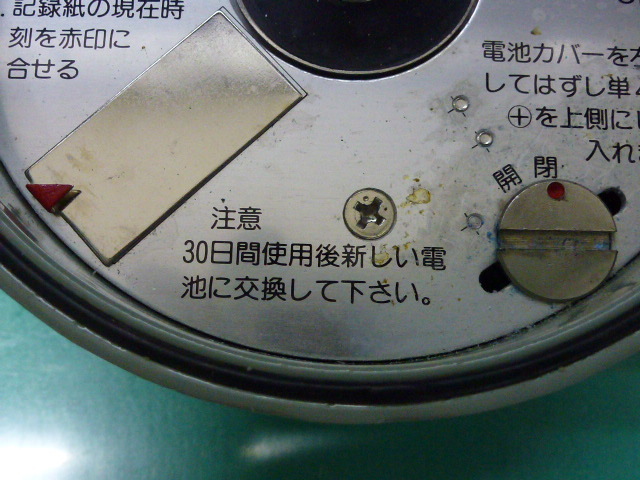 .記録紙の現在時
刻を赤印に
合せる
電池カバーを左
してはずし単
⊕を上側に
入れ
開 閉
注意
30日間使用後新しい電
池に交換して下さい。